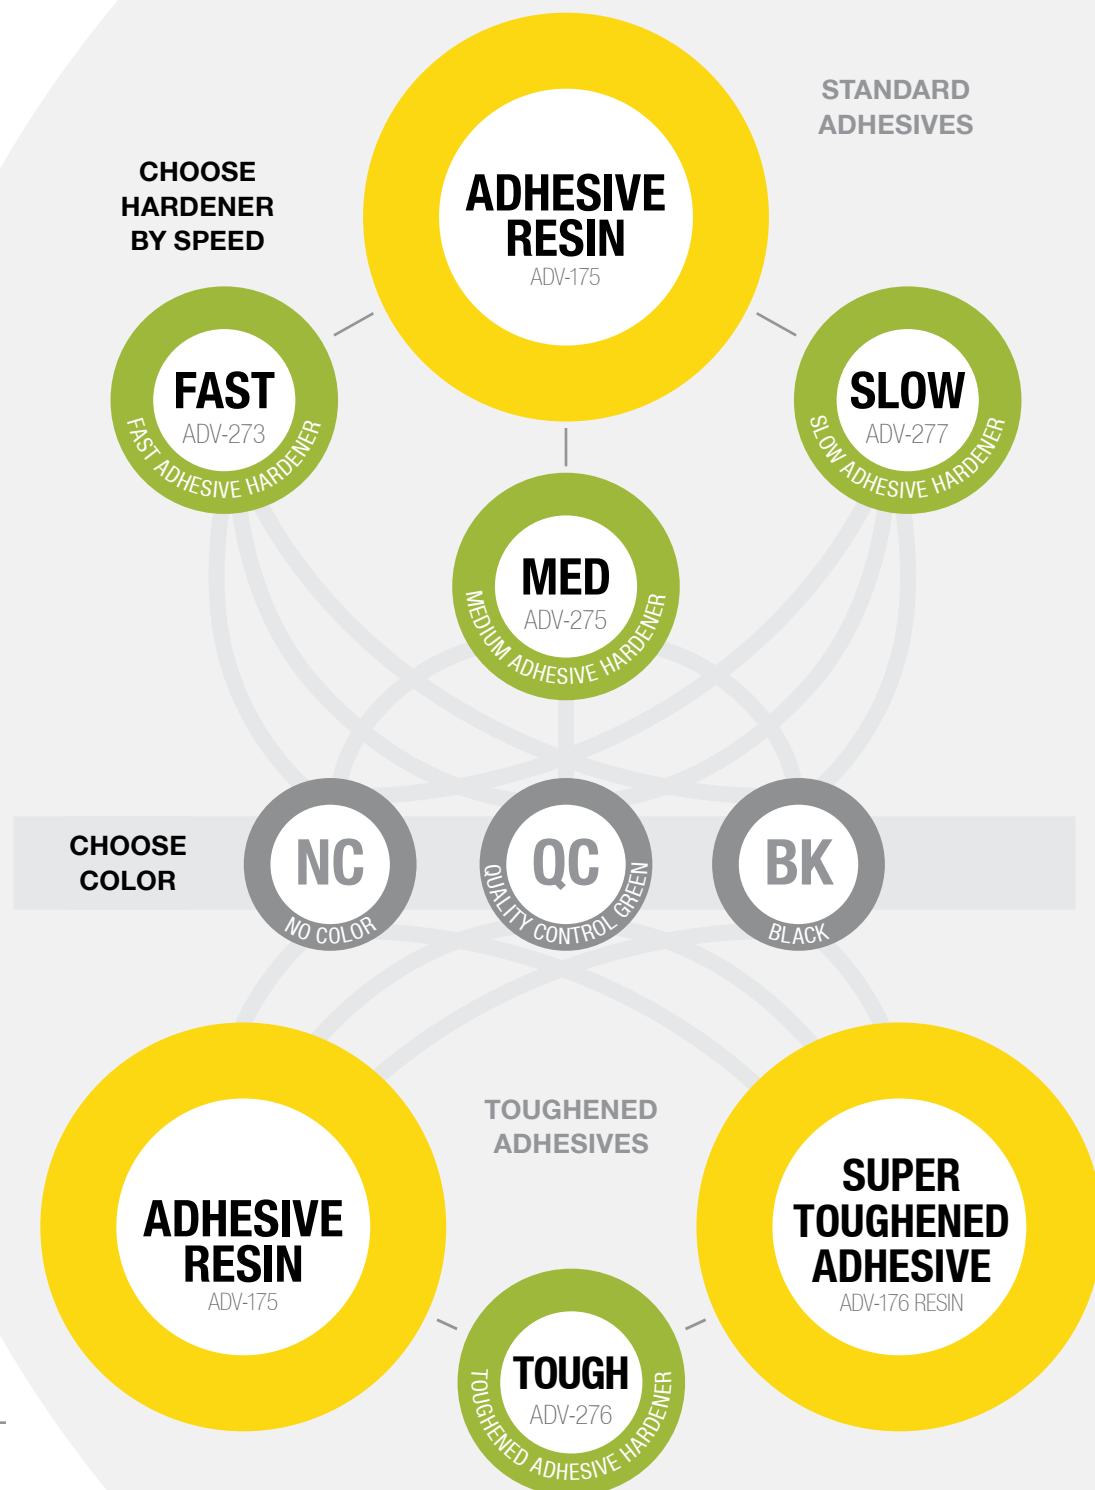 STANDARD
ADHESIVES
CHOOSE
HARDENER
BY SPEED
ADHESIVE
RESIN
ADV-175
FAST
ADV-273
FAST ADHESIVE HARDENER
SLOW
ADV-277
SLOW ADHESIVE HARDENER
MED
ADV-275
MEDIUM ADHESIVE HARDENER
CHOOSE
COLOR
NC
NO COLOR
QC
QUALITY CONTROL GREEN
BK
BLACK
TOUGHENED
ADHESIVES
ADHESIVE
RESIN
ADV-175
SUPER
TOUGHENED
ADHESIVE
ADV-176 RESIN
TOUGH
ADV-276
TOUGHENED ADHESIVE HARDENER